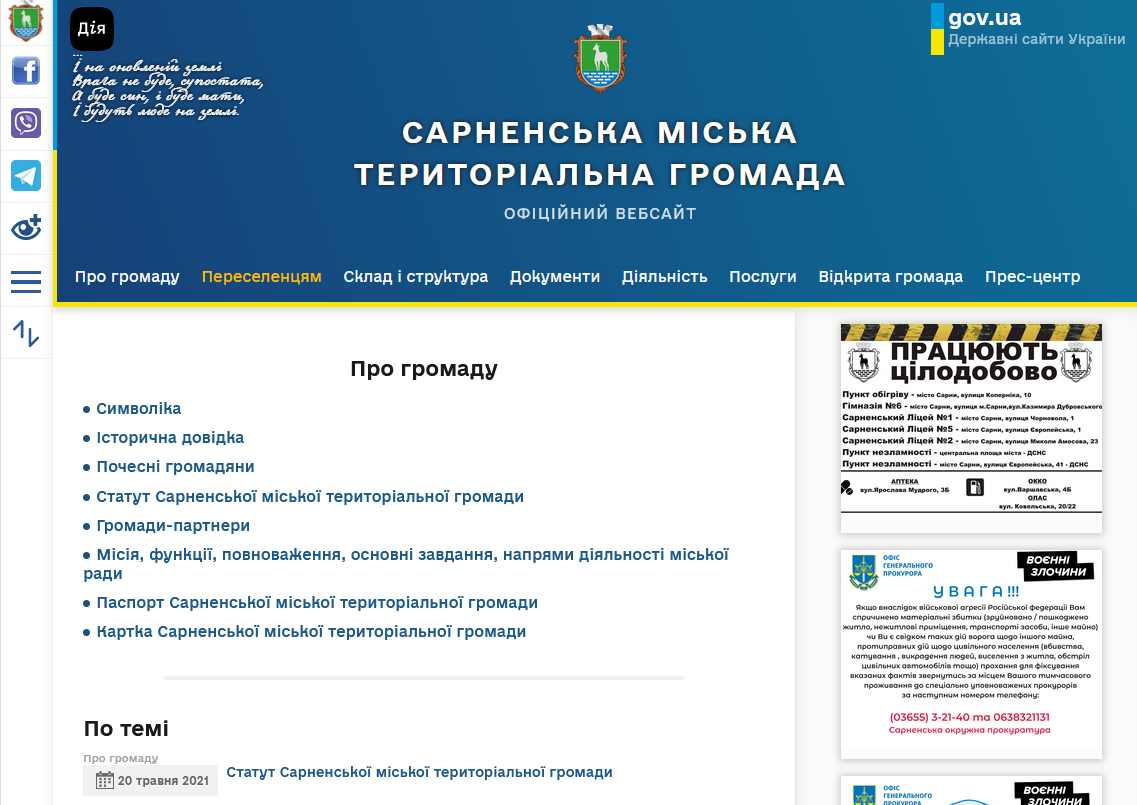 Дія
Ї на оновленій землі
Врага не буде, супостата,
А буде син, і буде мати,
І будуть люде на землі.
gov.ua
Державні сайти України
САРНЕНСЬКА МІСЬКА
ТЕРИТОРІАЛЬНА ГРОМАДА
ОФІЦІЙНИЙ ВЕБСАЙТ
Про громаду Переселенцям Склад і структура Документи Діяльність Послуги Відкрита громада Прес-центр
Про громаду
• Символіка
• Історична довідка
• Почесні громадяни
• Статут Сарненської міської територіальної громади
• Громади-партнери
• Місія, функції, повноваження, основні завдання, напрями діяльності міської
ради
• Паспорт Сарненської міської територіальної громади
• Картка Сарненської міської територіальної громади
По темі
Про громаду
20 травня 2021
Статут Сарненської міської територіальної громади
ПРАЦЮЮТЬ
цілодобово
Пункт обігріву - місто Сарни, вулиця Коперніка, 10
Гімназія №6 - місто Сарни, вулиця м.Сарни,вул.Казимира Дубровського
Сарненський Ліцей №1 - місто Сарни, вулиця Чорновола, 1
Сарненський Ліцей №5 - місто Сарни, вулиця Європейська, 1
Сарненський Ліцей №2 - місто Сарни, вулиця Миколи Амосова, 23
Пункт незламності - центральна площа міста - ДСНС
Пункт незламності - місто Сарни, вулиця Європейська, 41 - ДСНС
АПТЕКА
вул.Ярослава Мудрого, 3Б
ОККО
вул.Варшавська, 4Б
ОЛАС
вул. Ковельська, 20/22
ОФІС
ГЕНЕРАЛЬНОГО
ПРОКУРОРА
ВОЄННІ
ЗЛОЧИНИ
УВАГА!!!
Якщо внаслідок військової агресії Російської федерації Вам
спричинено матеріальні збитки (зруйновано / пошкоджено
житло, нежитлові приміщення, транспорті засоби, інше майно)
чи Ви є свідком таких дій ворога щодо іншого майна,
протиправних дій щодо цивільного населення (вбивства,
катування , викрадення людей, виселення з житла, обстріл
цивільних автомобілів тощо) прохання для фіксування
вказаних фактів звернутись за місцем Вашого тимчасового
проживання до спеціально уповноважених прокурорів
за наступним номером телефону:
(03655) 3-21-40 та 0638321131
Сарненська окружна прокуратура
ОФІС
ГЕНЕРАЛЬНОГО
ПРОКУРОРА
ВОЄННІ
ЗЛОЧИНИ